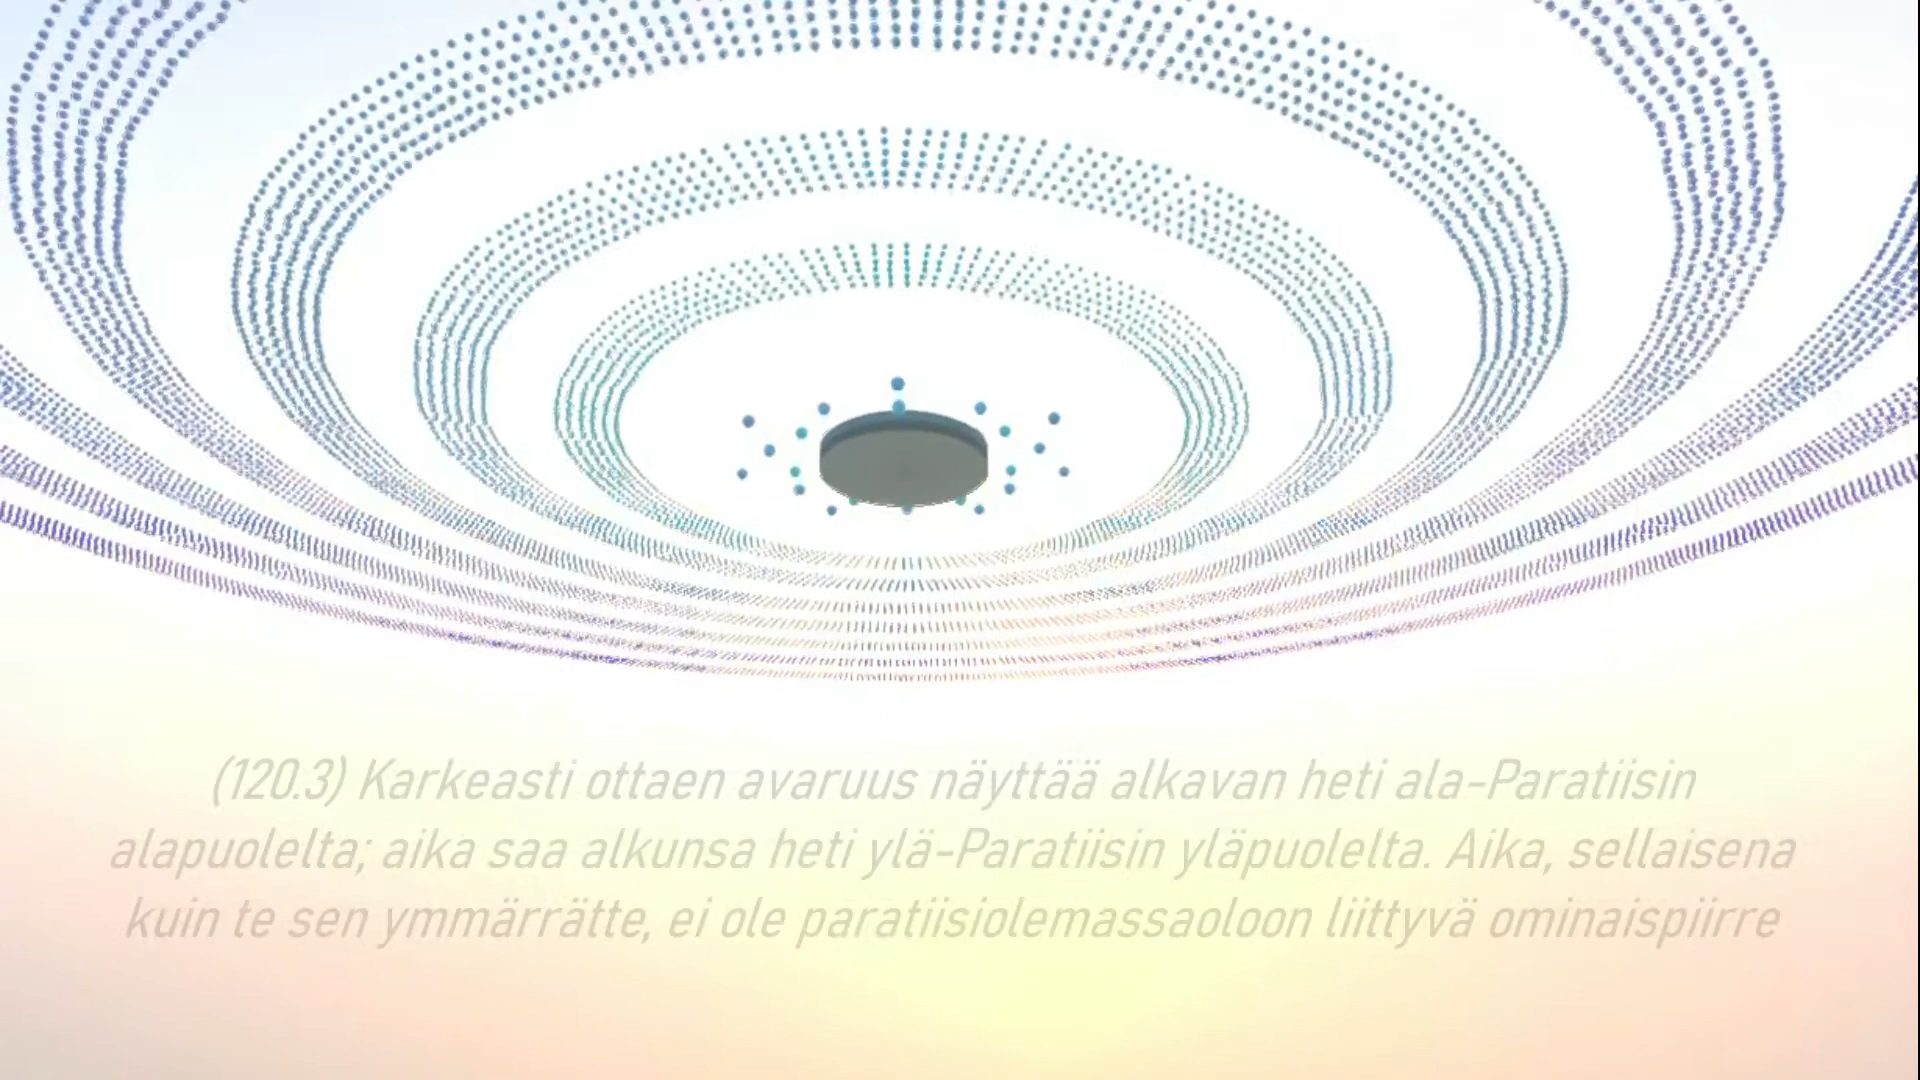 (120.3) Karkeasti ottaen avaruus näyttää alkavan heti ala-Paratiisin
alapuolelta; aika saa alkunsa heti ylä-Paratiisin yläpuolelta. Aika, sellaisena
kuin te sen ymmärrätte, ei ole paratiisiolemassaoloon liittyvä ominaispiirre